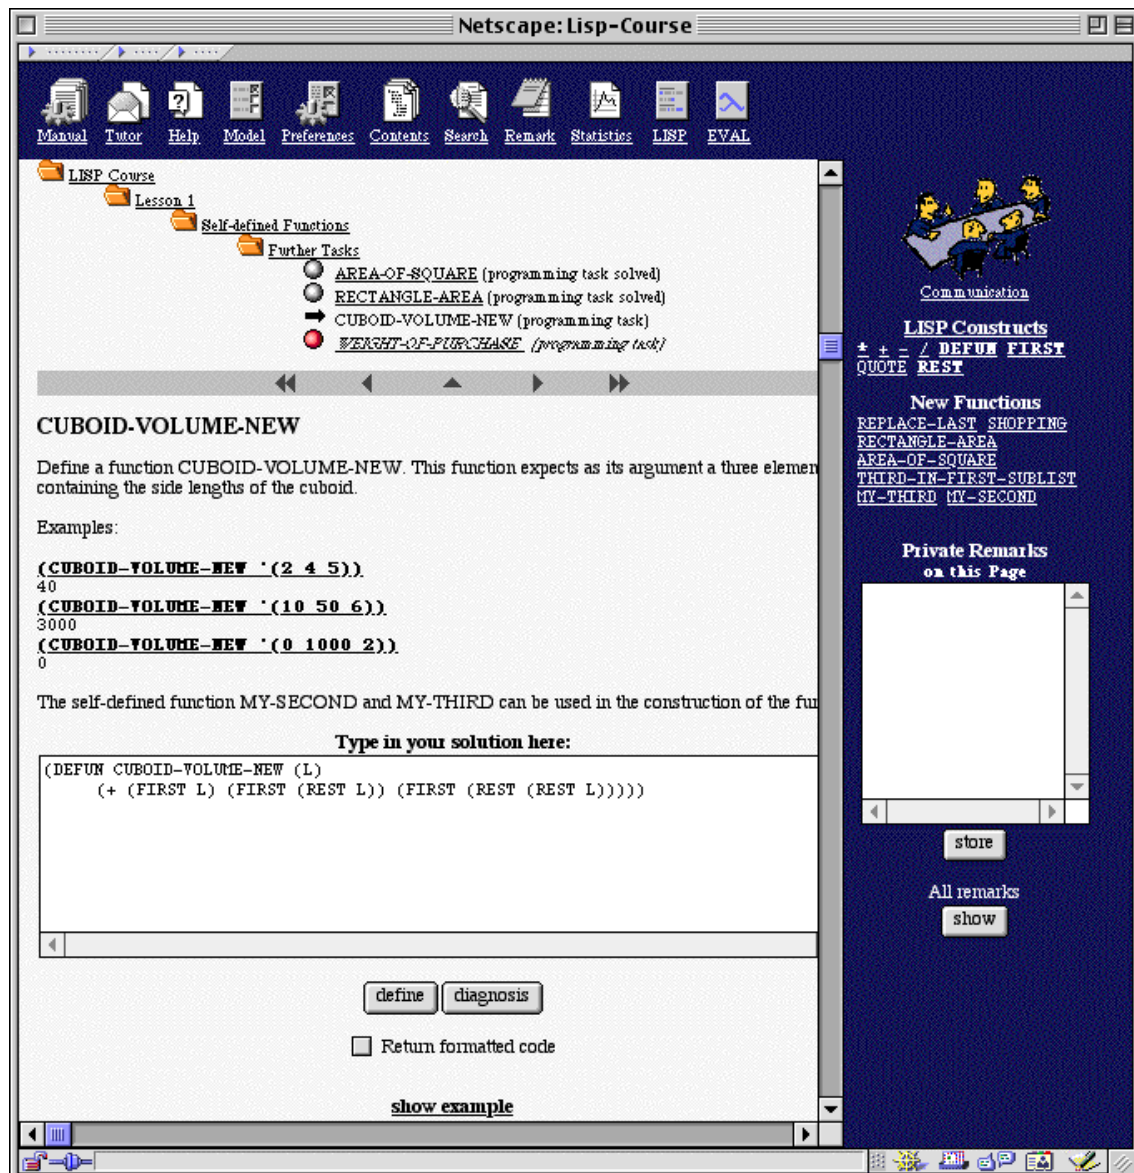 Netscape: Lisp-Course
Manual Tutor Help Model Preferences Contents Search Remark Statistics LISP EVAL
LISP Course
Lesson 1
Self-defined Functions
Further Tasks
AREA-OF-SQUARE (programming task solved)
RECTANGLE-AREA (programming task solved)
CUBOID-VOLUME-NEW (programming task)
WEIGHT-OF-PURCHASE (programming task)
CUBOID-VOLUME-NEW
Define a function CUBOID-VOLUME-NEW. This function expects as its argument a three elemen
containing the side lengths of the cuboid.
Examples:
(CUBOID-VOLUME-NEW '(2 4 5))
40
(CUBOID-VOLUME-NEW '(10 50 6))
3000
(CUBOID-VOLUME-NEW '(0 1000 2))
0
The self-defined function MY-SECOND and MY-THIRD can be used in the construction of the fun
Type in your solution here:
(DEFUN CUBOID-VOLUME-NEW (L)
(+ (FIRST L) (FIRST (REST L)) (FIRST (REST (REST L)))))
define diagnosis
Return formatted code
show example
Communication
LISP Constructs
* + - / DEFUN FIRST
QUOTE REST
New Functions
REPLACE-LAST SHOPPING
RECTANGLE-AREA
AREA-OF-SQUARE
THIRD-IN-FIRST-SUBLIST
MY-THIRD MY-SECOND
Private Remarks
on this Page
store
All remarks
show